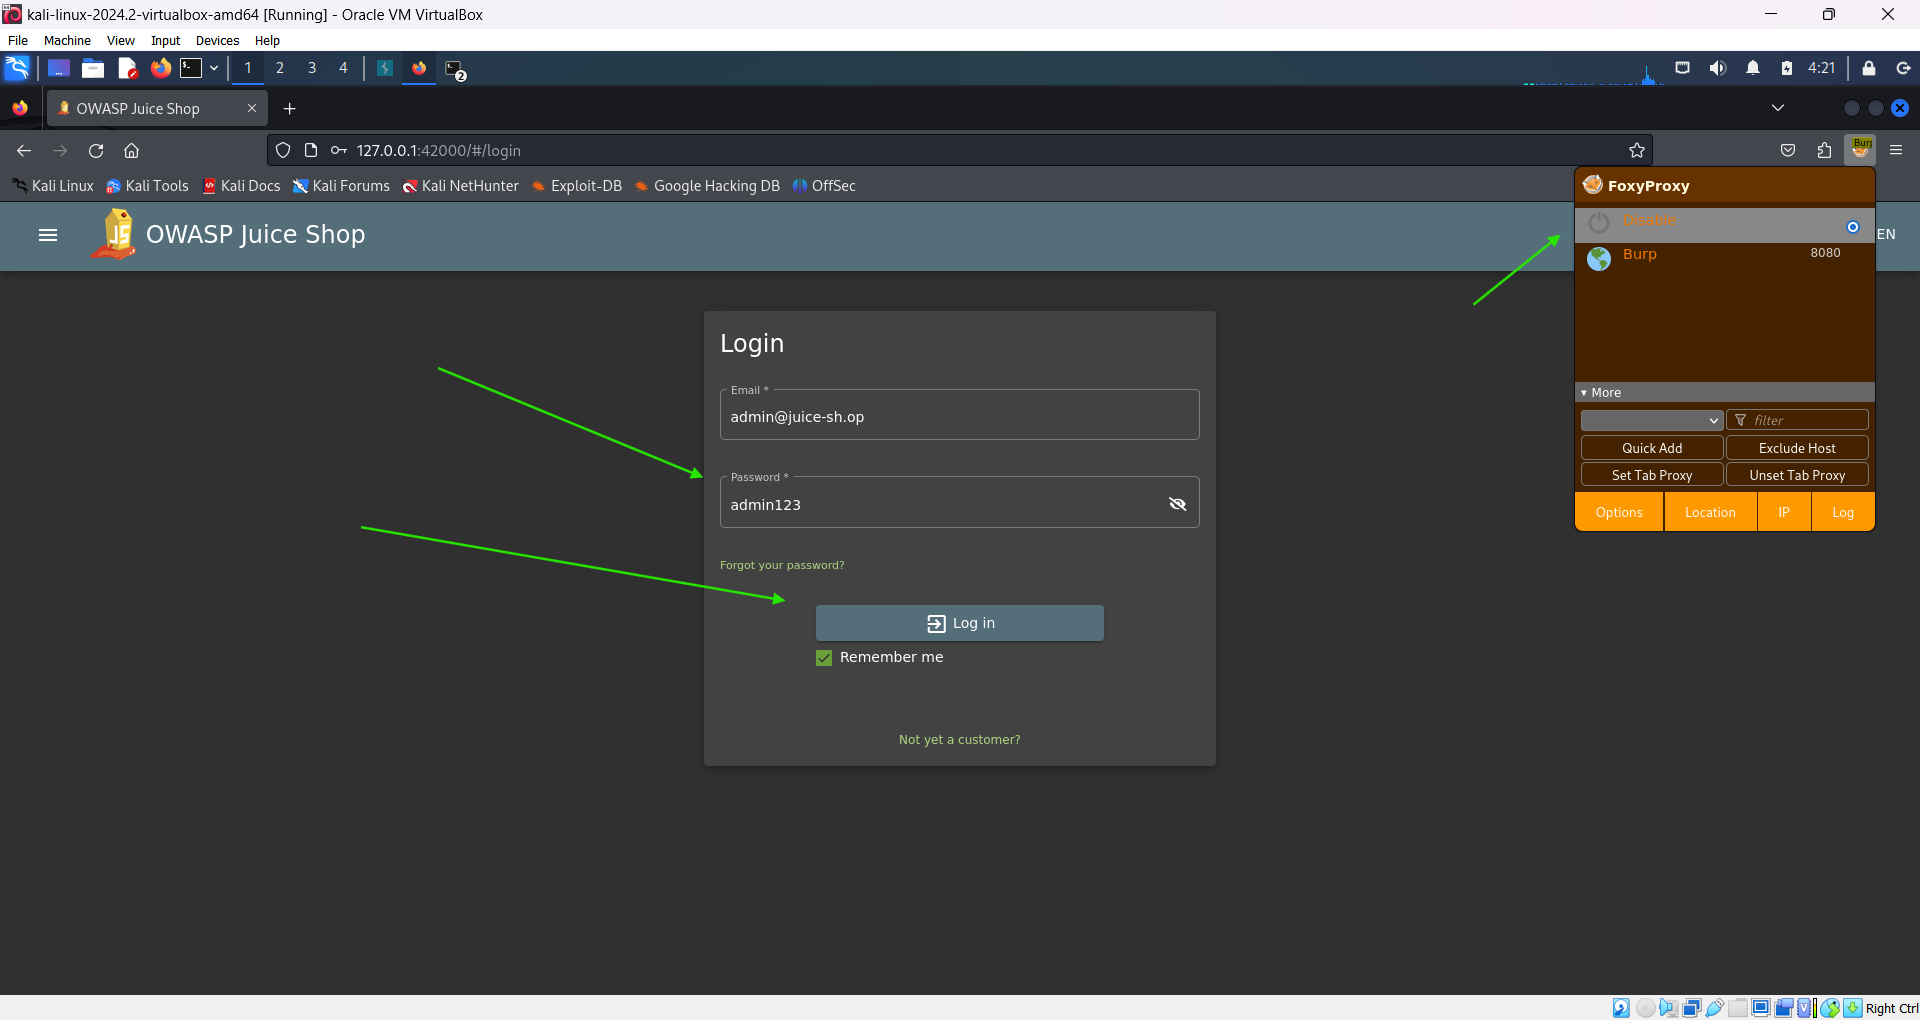 kali-linux-2024.2-virtualbox-amd64 [Running] - Oracle VM VirtualBox
File Machine View Input Devices Help
1 2 3 4 2 4:21
OWASP Juice Shop
127.0.0.1:42000/#/login
Kali Linux Kali Tools Kali Docs Kali Forums Kali NetHunter Exploit-DB Google Hacking DB OffSec
OWASP Juice Shop
EN
FoxyProxy
Disable
Burp 8080
More
filter
Quick Add Exclude Host
Set Tab Proxy Unset Tab Proxy
Options Location IP Log
Login
Email *
admin@juice-sh.op
Password *
admin123
Forgot your password?
Log in
Remember me
Not yet a customer?
Right Ctrl